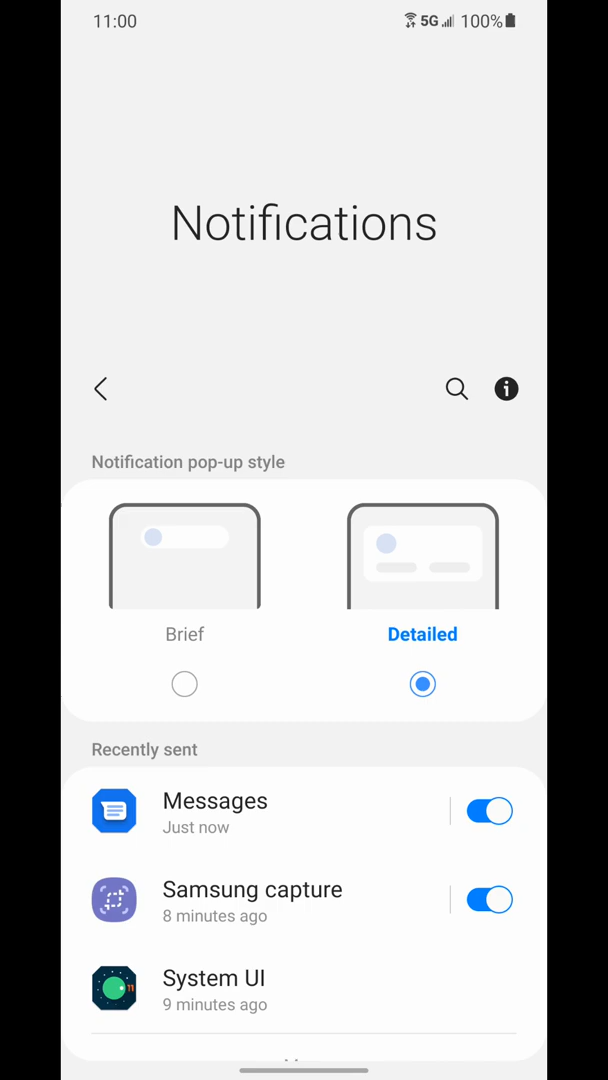 11:00 5G 100%
Notifications
Notification pop-up style
Brief Detailed
Recently sent
Messages
Just now
Samsung capture
8 minutes ago
System UI
9 minutes ago
11